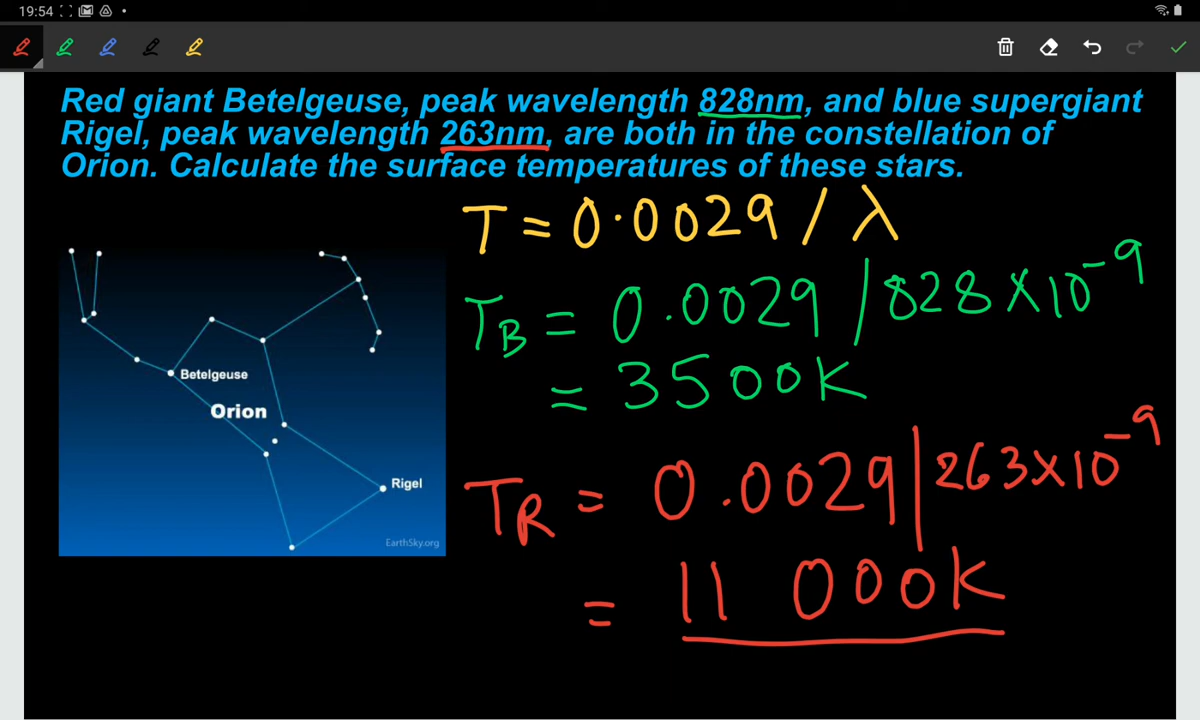 19:54
Red giant Betelgeuse, peak wavelength 828nm, and blue supergiant
Rigel, peak wavelength 263nm, are both in the constellation of
Orion. Calculate the surface temperatures of these stars.
T = 0.0029 / λ
T_B = 0.0029 / 828 × 10⁻⁹
= 3500K
Betelgeuse
Orion
T_R = 0.0029 | 263 × 10⁻⁹
Rigel
EarthSky.org
= 11 000K